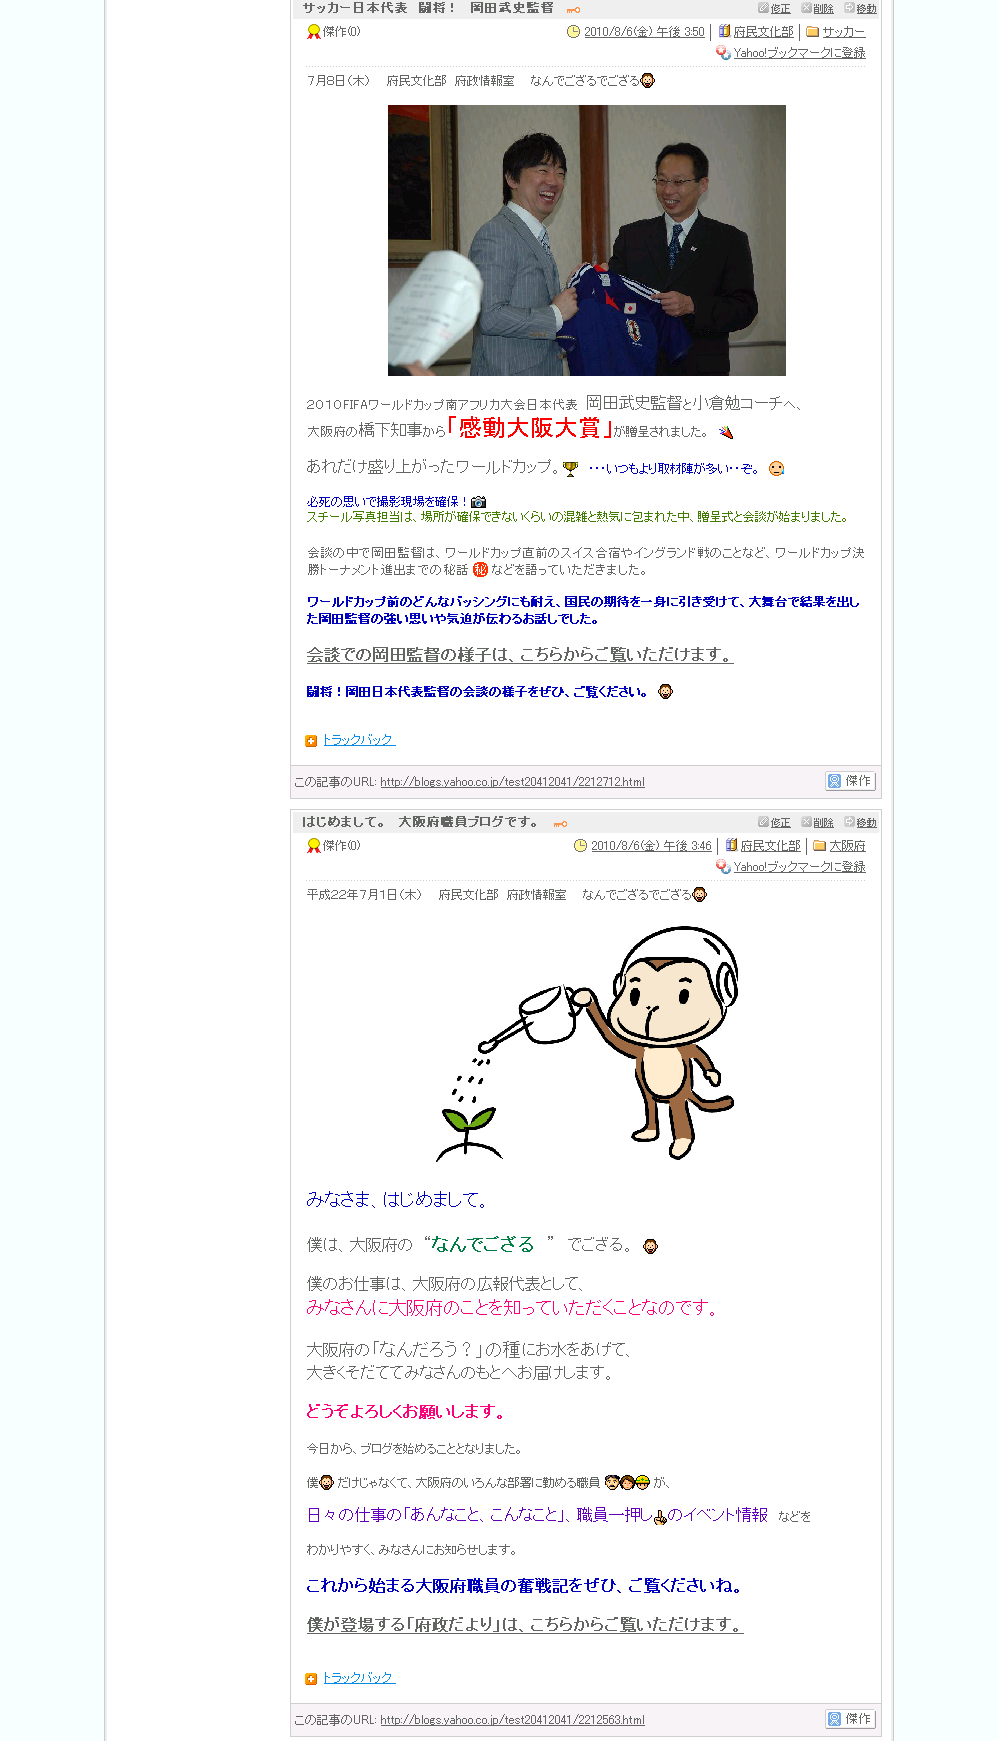 サッカー日本代表　闘将！　岡田武史監督
修正 削除 移動
傑作(0)
2010/8/6(金) 午後 3:50 府民文化部 サッカー
Yahoo!ブックマークに登録
7月8日（木）　府民文化部　府政情報室　なんでござるでござる
２０１０FIFAワールドカップ南アフリカ大会日本代表　岡田武史監督と小倉勉コーチへ、
大阪府の橋下知事から「感動大阪大賞」が贈呈されました。
あれだけ盛り上がったワールドカップ。　・・・いつもより取材陣が多い・・ぞ。
必死の思いで撮影現場を確保！
スチール写真担当は、場所が確保できないくらいの混雑と熱気に包まれた中、贈呈式と会談が始まりました。
会談の中で岡田監督は、ワールドカップ直前のスイス合宿やイングランド戦のことなど、ワールドカップ決
勝トーナメント進出までの秘話 ㊙ などを語っていただきました。
ワールドカップ前のどんなバッシングにも耐え、国民の期待を一身に引き受けて、大舞台で結果を出し
た岡田監督の強い思いや気迫が伝わるお話しでした。
会談での岡田監督の様子は、こちらからご覧いただけます。
闘将！岡田日本代表監督の会談の様子をぜひ、ご覧ください。
トラックバック
この記事のURL: http://blogs.yahoo.co.jp/test20412041/2212712.html
傑作
はじめまして。　大阪府職員ブログです。
修正 削除 移動
傑作(0)
2010/8/6(金) 午後 3:46 府民文化部 大阪府
Yahoo!ブックマークに登録
平成２２年７月１日（木）　府民文化部　府政情報室　なんでござるでござる
みなさま、はじめまして。
僕は、大阪府の　“なんでござる　”　でござる。
僕のお仕事は、大阪府の広報代表として、
みなさんに大阪府のことを知っていただくことなのです。
大阪府の「なんだろう？」の種にお水をあげて、
大きくそだててみなさんのもとへお届けします。
どうぞよろしくお願いします。
今日から、ブログを始めることとなりました。
僕 だけじゃなくて、大阪府のいろんな部署に勤める職員 が、
日々の仕事の「あんなこと、こんなこと」、職員一押し のイベント情報　などを
わかりやすく、みなさんにお知らせします。
これから始まる大阪府職員の奮戦記をぜひ、ご覧くださいね。
僕が登場する「府政だより」は、こちらからご覧いただけます。
トラックバック
この記事のURL: http://blogs.yahoo.co.jp/test20412041/2212563.html
傑作